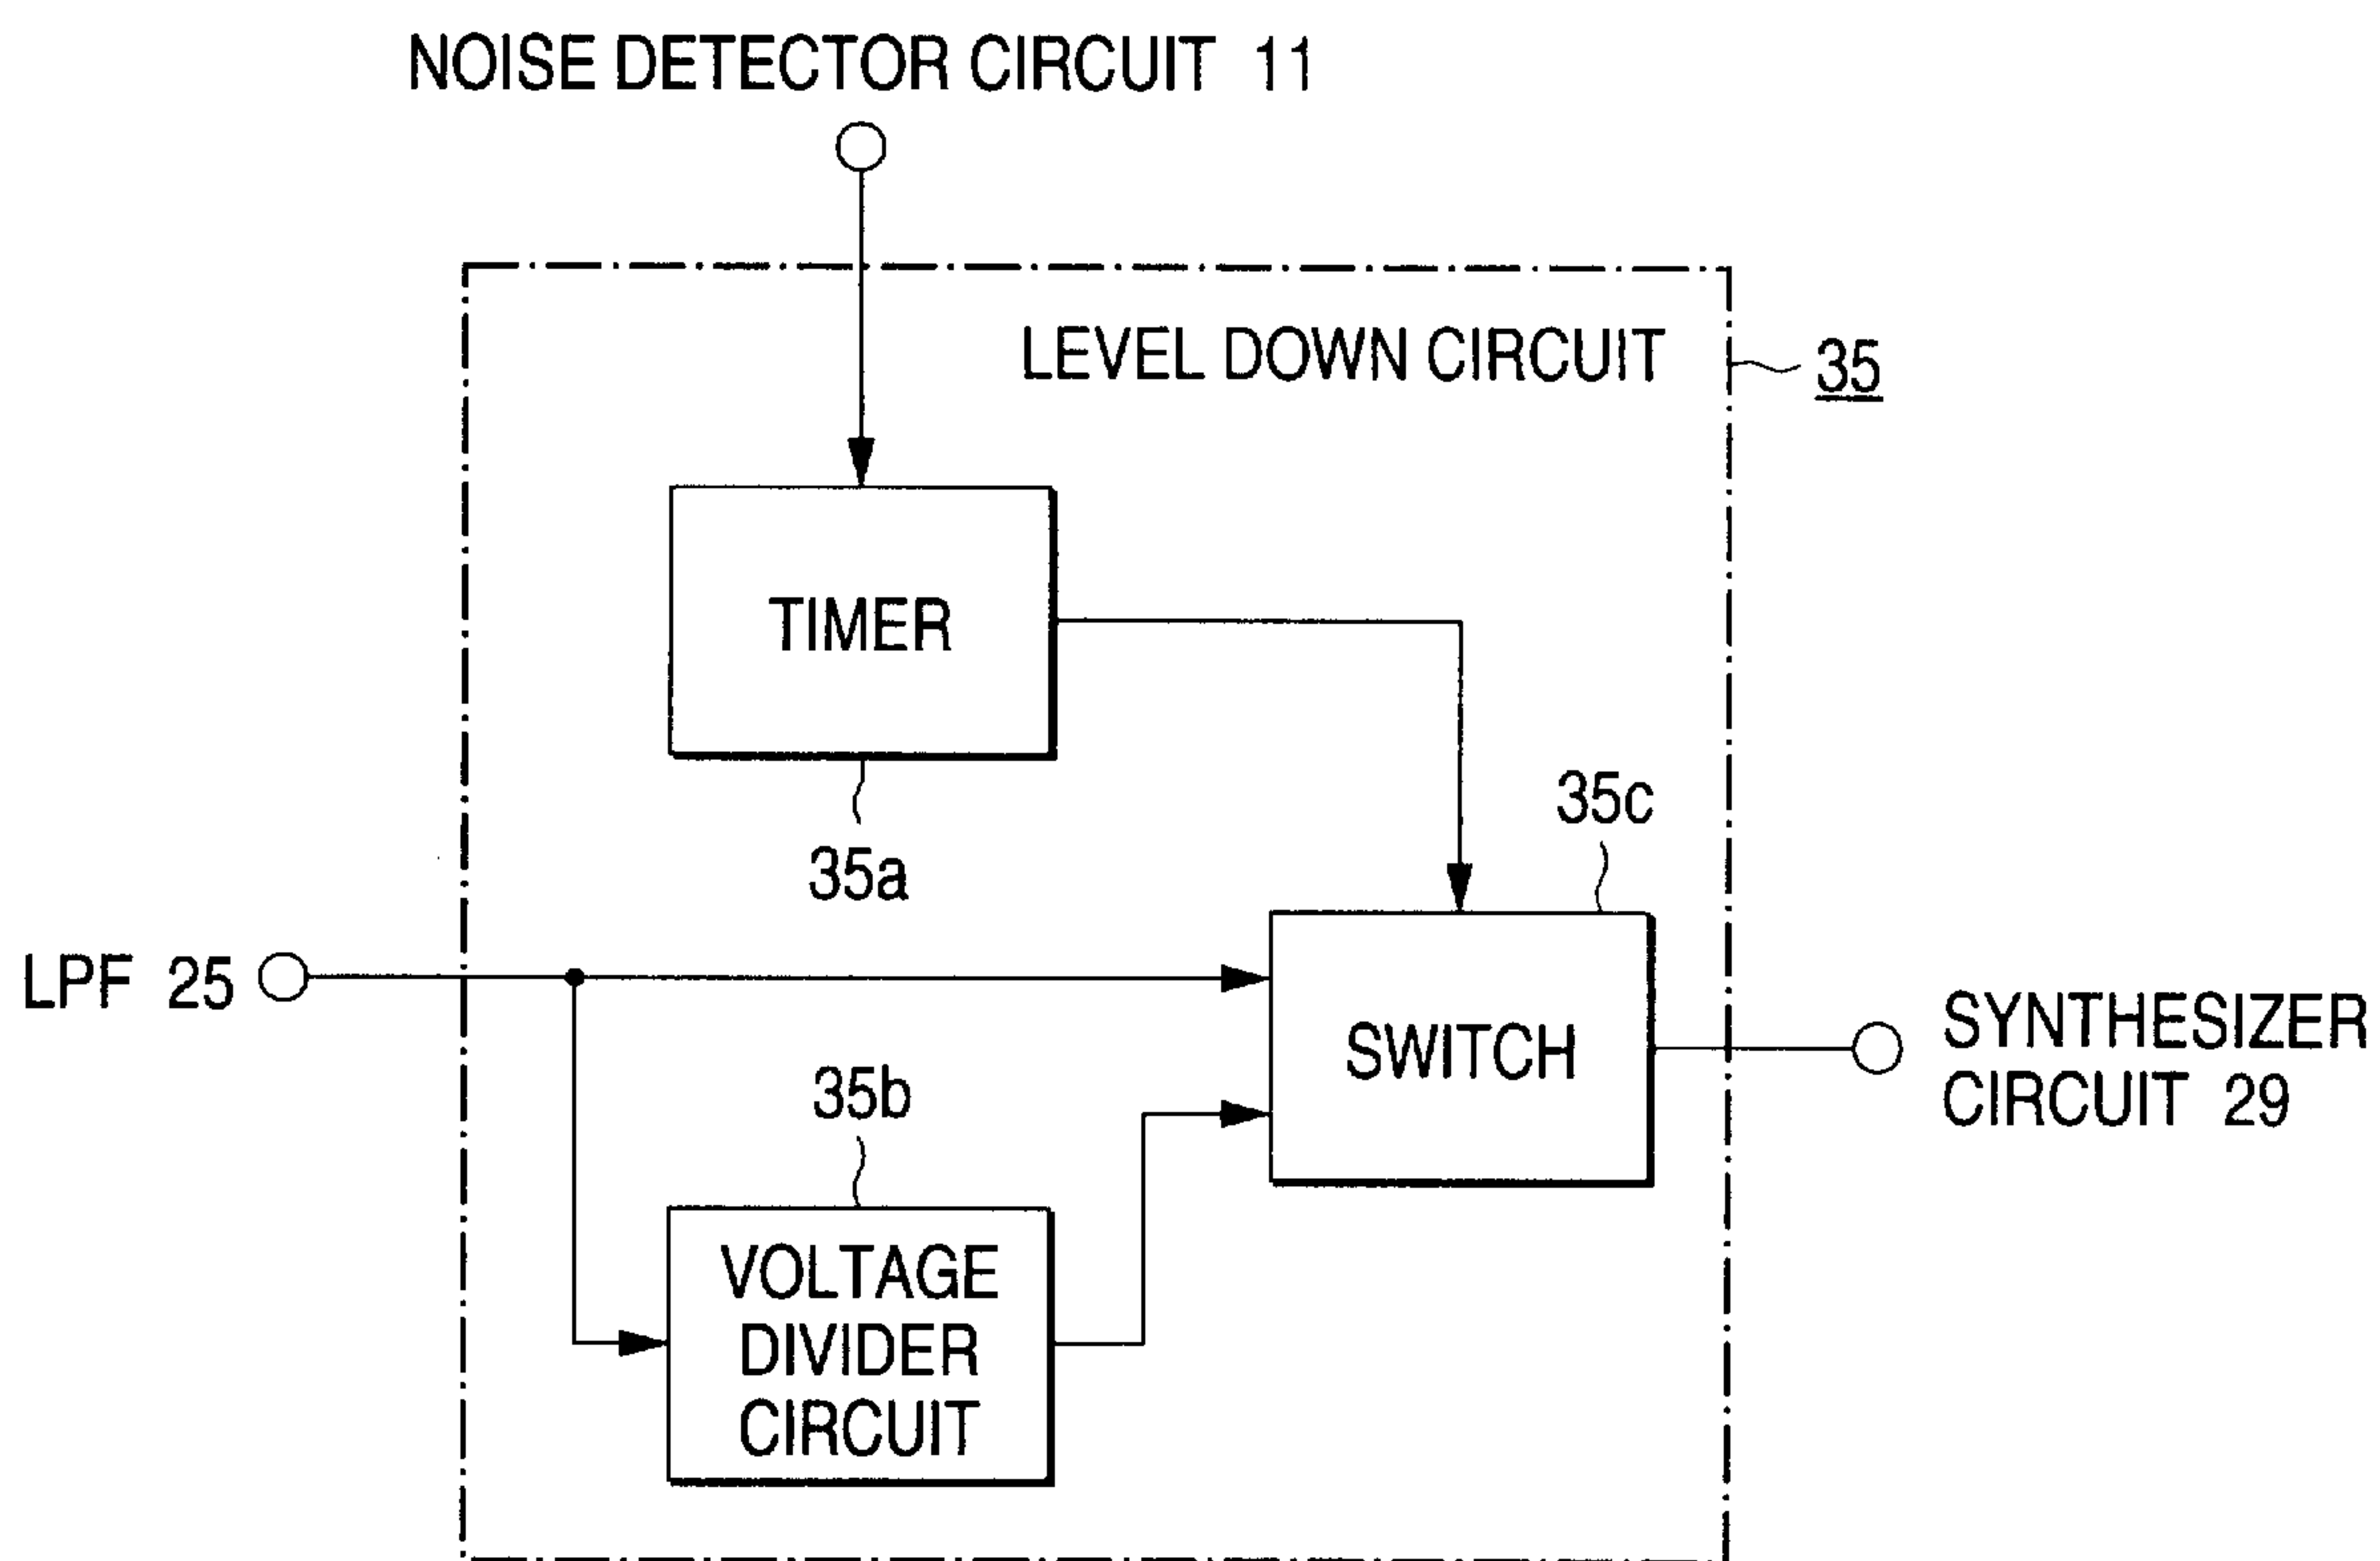 NOISE DETECTOR CIRCUIT 11
LEVEL DOWN CIRCUIT
35
TIMER
35a
35c
LPF 25
SWITCH
SYNTHESIZER
CIRCUIT 29
35b
VOLTAGE
DIVIDER
CIRCUIT